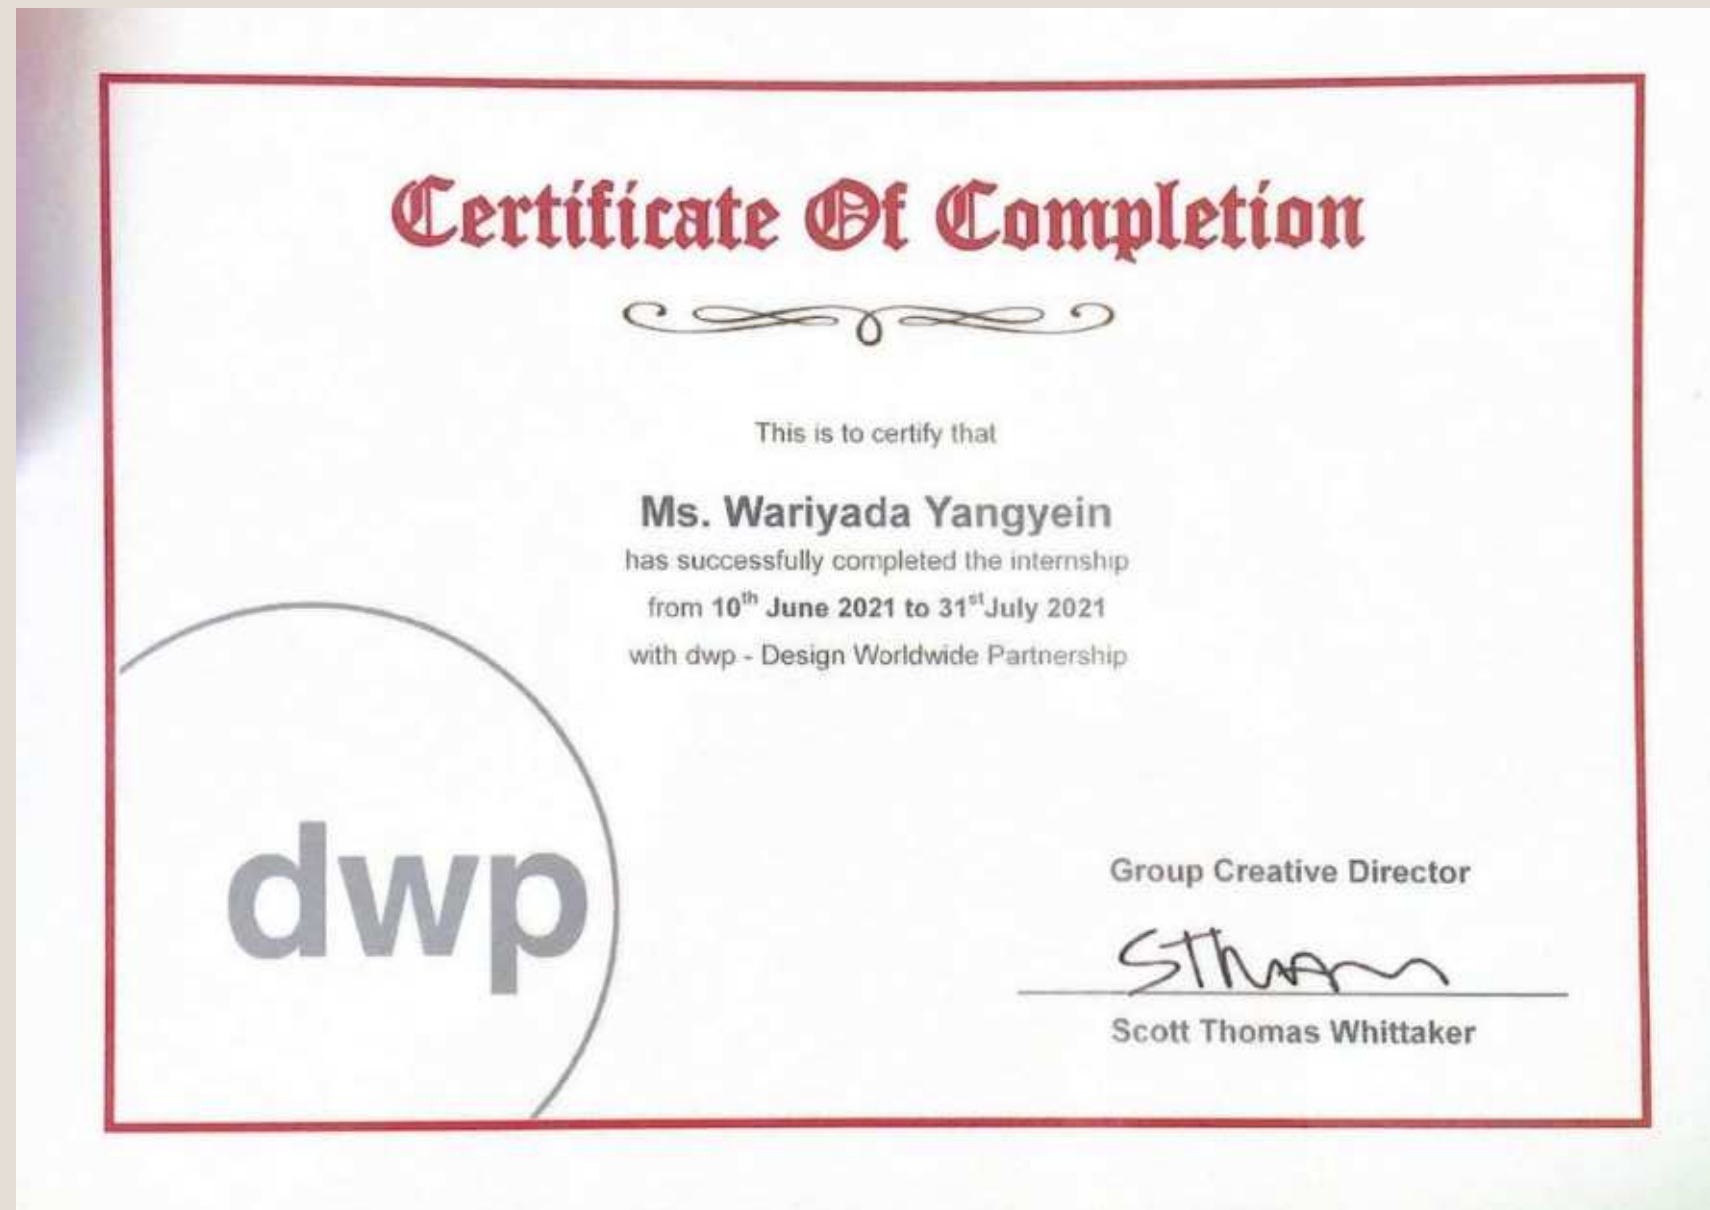 Certificate Of Completion
This is to certify that
Ms. Wariyada Yangyein
has successfully completed the internship
from 10th June 2021 to 31st July 2021
with dwp - Design Worldwide Partnership
dwp
Group Creative Director
Scott Thomas Whittaker